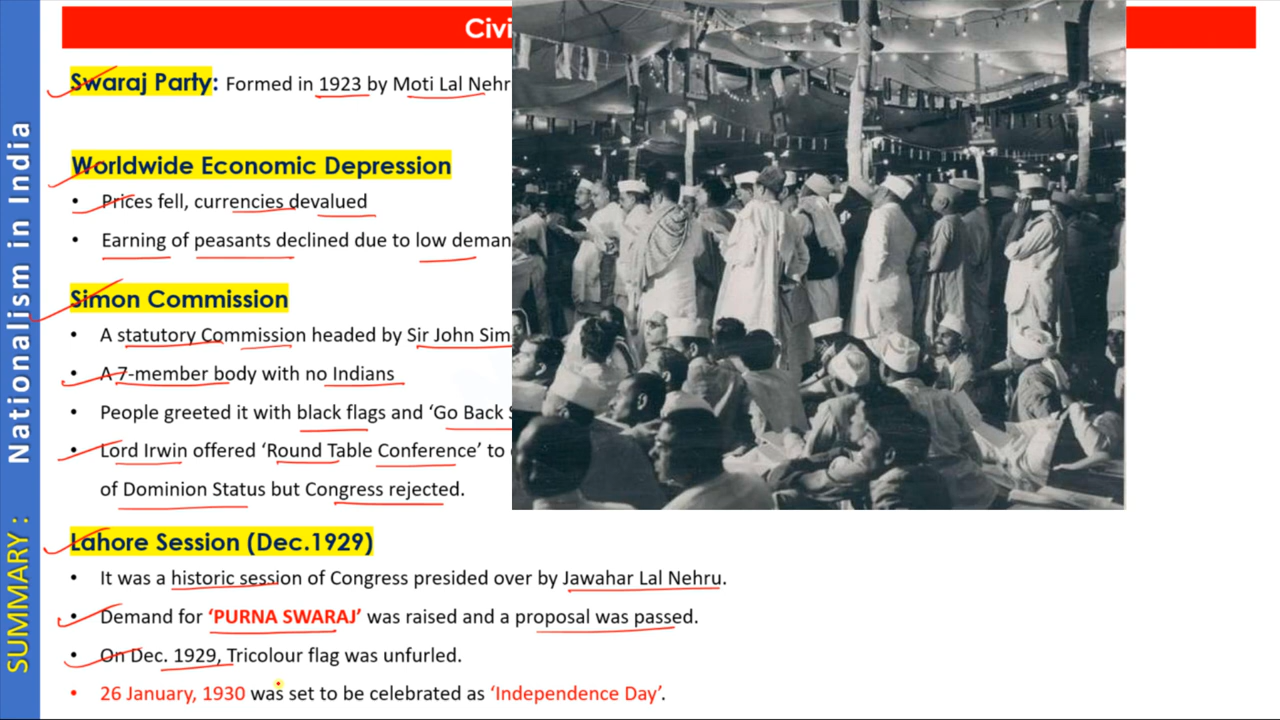 SUMMARY : Nationalism in India
Civi
Swaraj Party: Formed in 1923 by Moti Lal Nehr
Worldwide Economic Depression
• Prices fell, currencies devalued
• Earning of peasants declined due to low deman
Simon Commission
• A statutory Commission headed by Sir John Sim
• A 7-member body with no Indians
• People greeted it with black flags and ‘Go Back S
• Lord Irwin offered ‘Round Table Conference’ to
of Dominion Status but Congress rejected.
Lahore Session (Dec.1929)
• It was a historic session of Congress presided over by Jawahar Lal Nehru.
• Demand for ‘PURNA SWARAJ’ was raised and a proposal was passed.
• On Dec. 1929, Tricolour flag was unfurled.
• 26 January, 1930 was set to be celebrated as ‘Independence Day’.